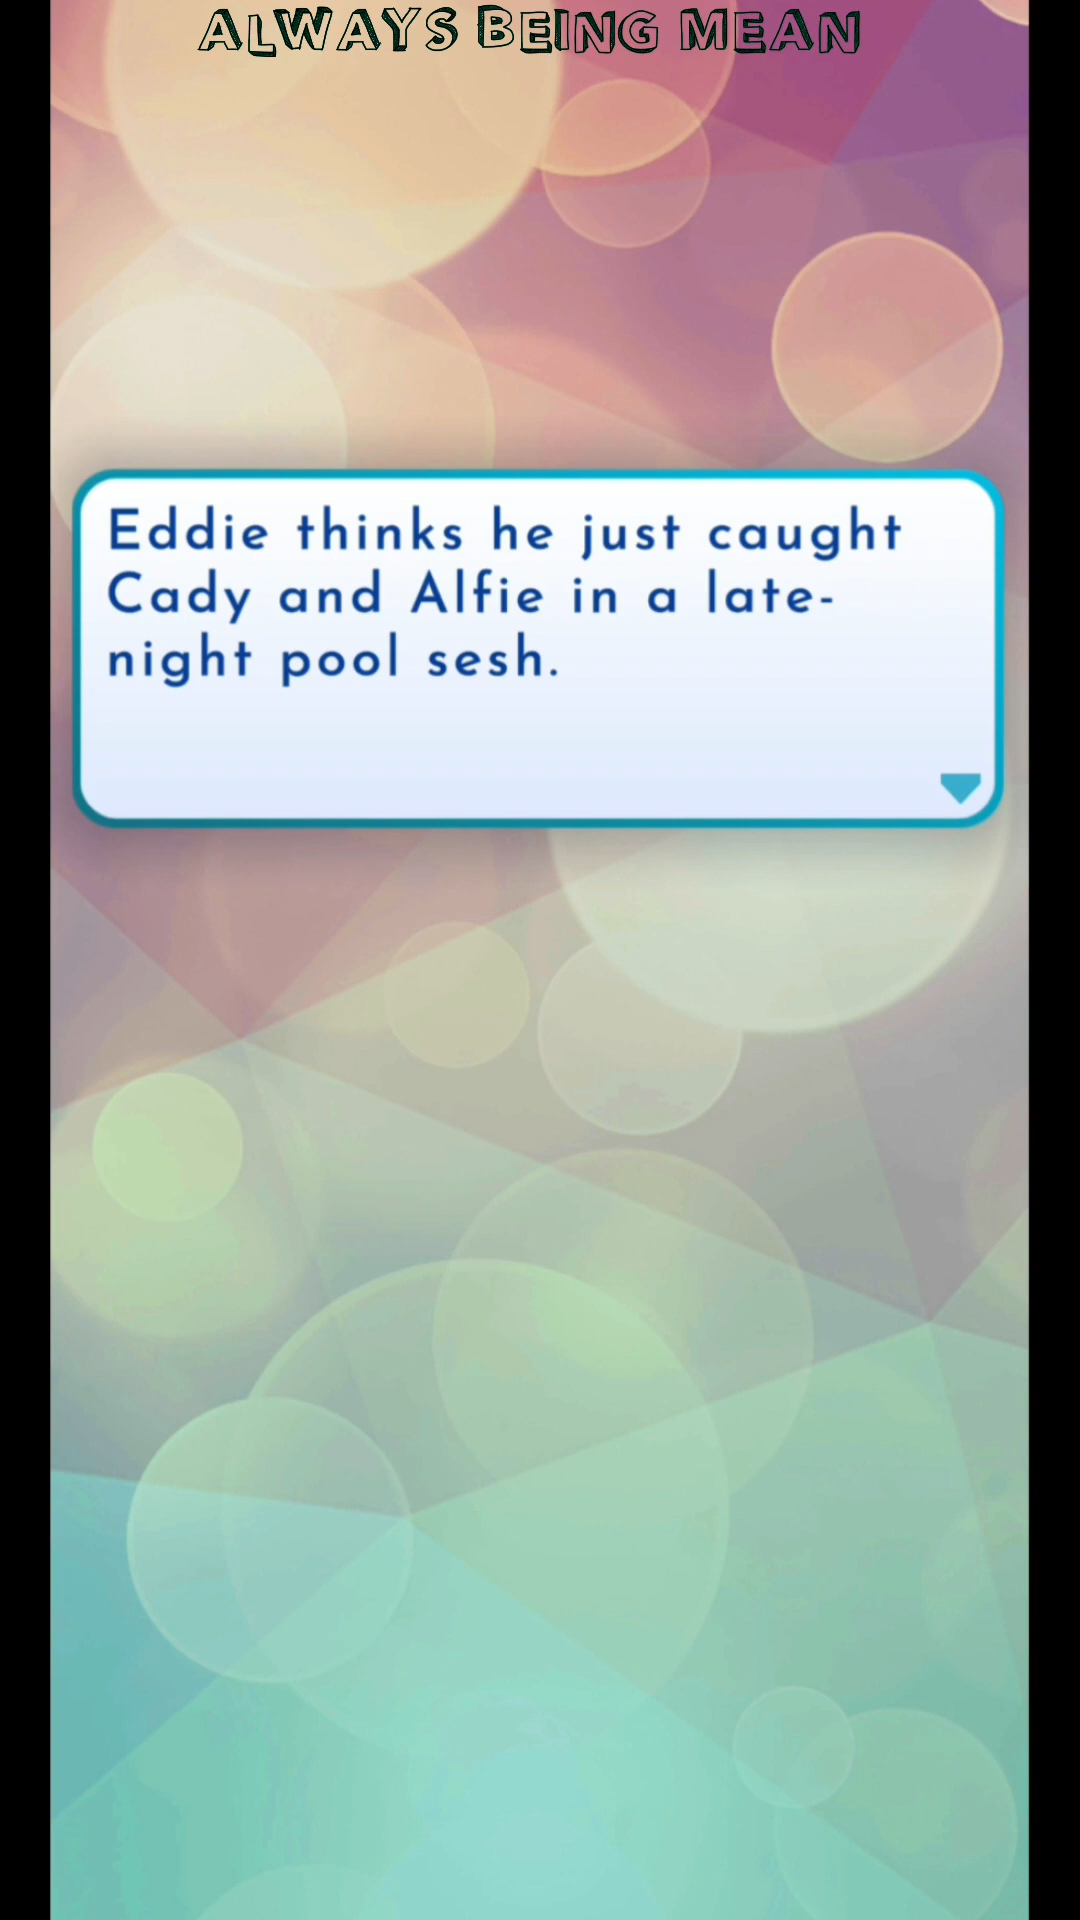 ALWAYS BEING MEAN
Eddie thinks he just caught
Cady and Alfie in a late-
night pool sesh.